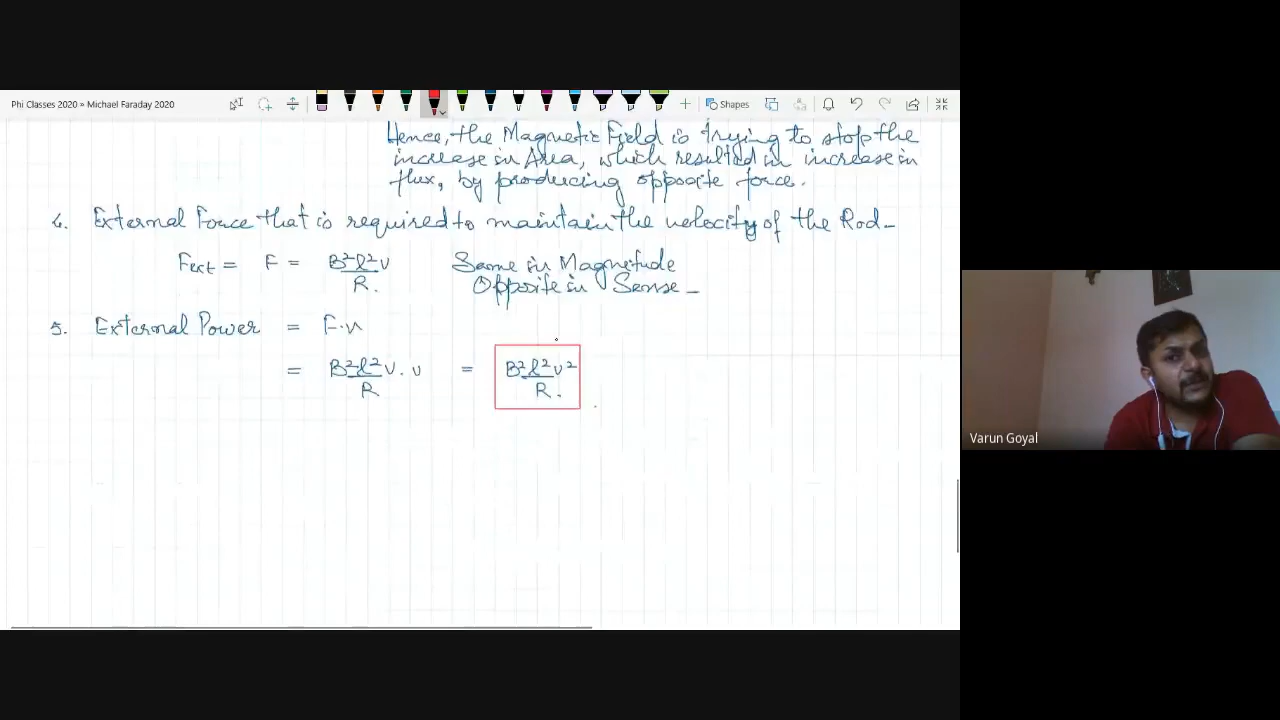 Phi Classes 2020 » Michael Faraday 2020
Shapes
Hence, the Magnetic Field is trying to stop the
increase in Area, which resulted in increase in
flux, by producing opposite force.
4. External Force that is required to maintain the velocity of the Rod_
Fext = F = B²l²v / R. Same in Magnitude
Opposite in Sense_
5. External Power = F.v
= B²l²v / R . v = B²l²v² / R.
Varun Goyal